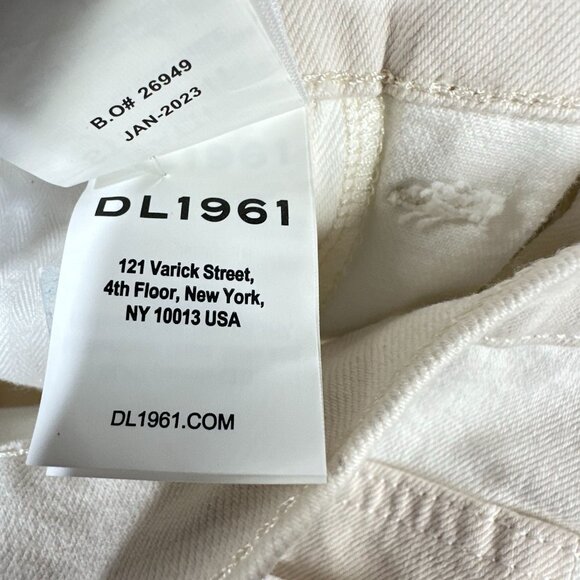 B.O# 26949
JAN-2023
DL1961
121 Varick Street,
4th Floor, New York,
NY 10013 USA
DL1961.COM